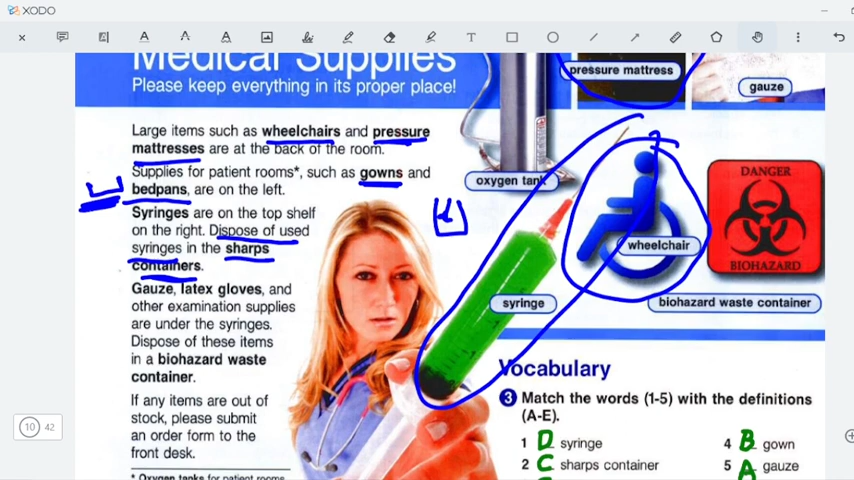 XODO
Medical Supplies
Please keep everything in its proper place!
pressure mattress
gauze
Large items such as wheelchairs and pressure
mattresses are at the back of the room.
Supplies for patient rooms*, such as gowns and
bedpans, are on the left.
Syringes are on the top shelf
on the right. Dispose of used
syringes in the sharps
containers.
Gauze, latex gloves, and
other examination supplies
are under the syringes.
Dispose of these items
in a biohazard waste
container.
If any items are out of
stock, please submit
an order form to the
front desk.
* Oxygen tanks for patient rooms
oxygen tank
syringe
wheelchair
DANGER
BIOHAZARD
biohazard waste container
Vocabulary
3 Match the words (1-5) with the definitions
(A-E).
1 D syringe
2 C sharps container
4 B gown
5 A gauze
10 42